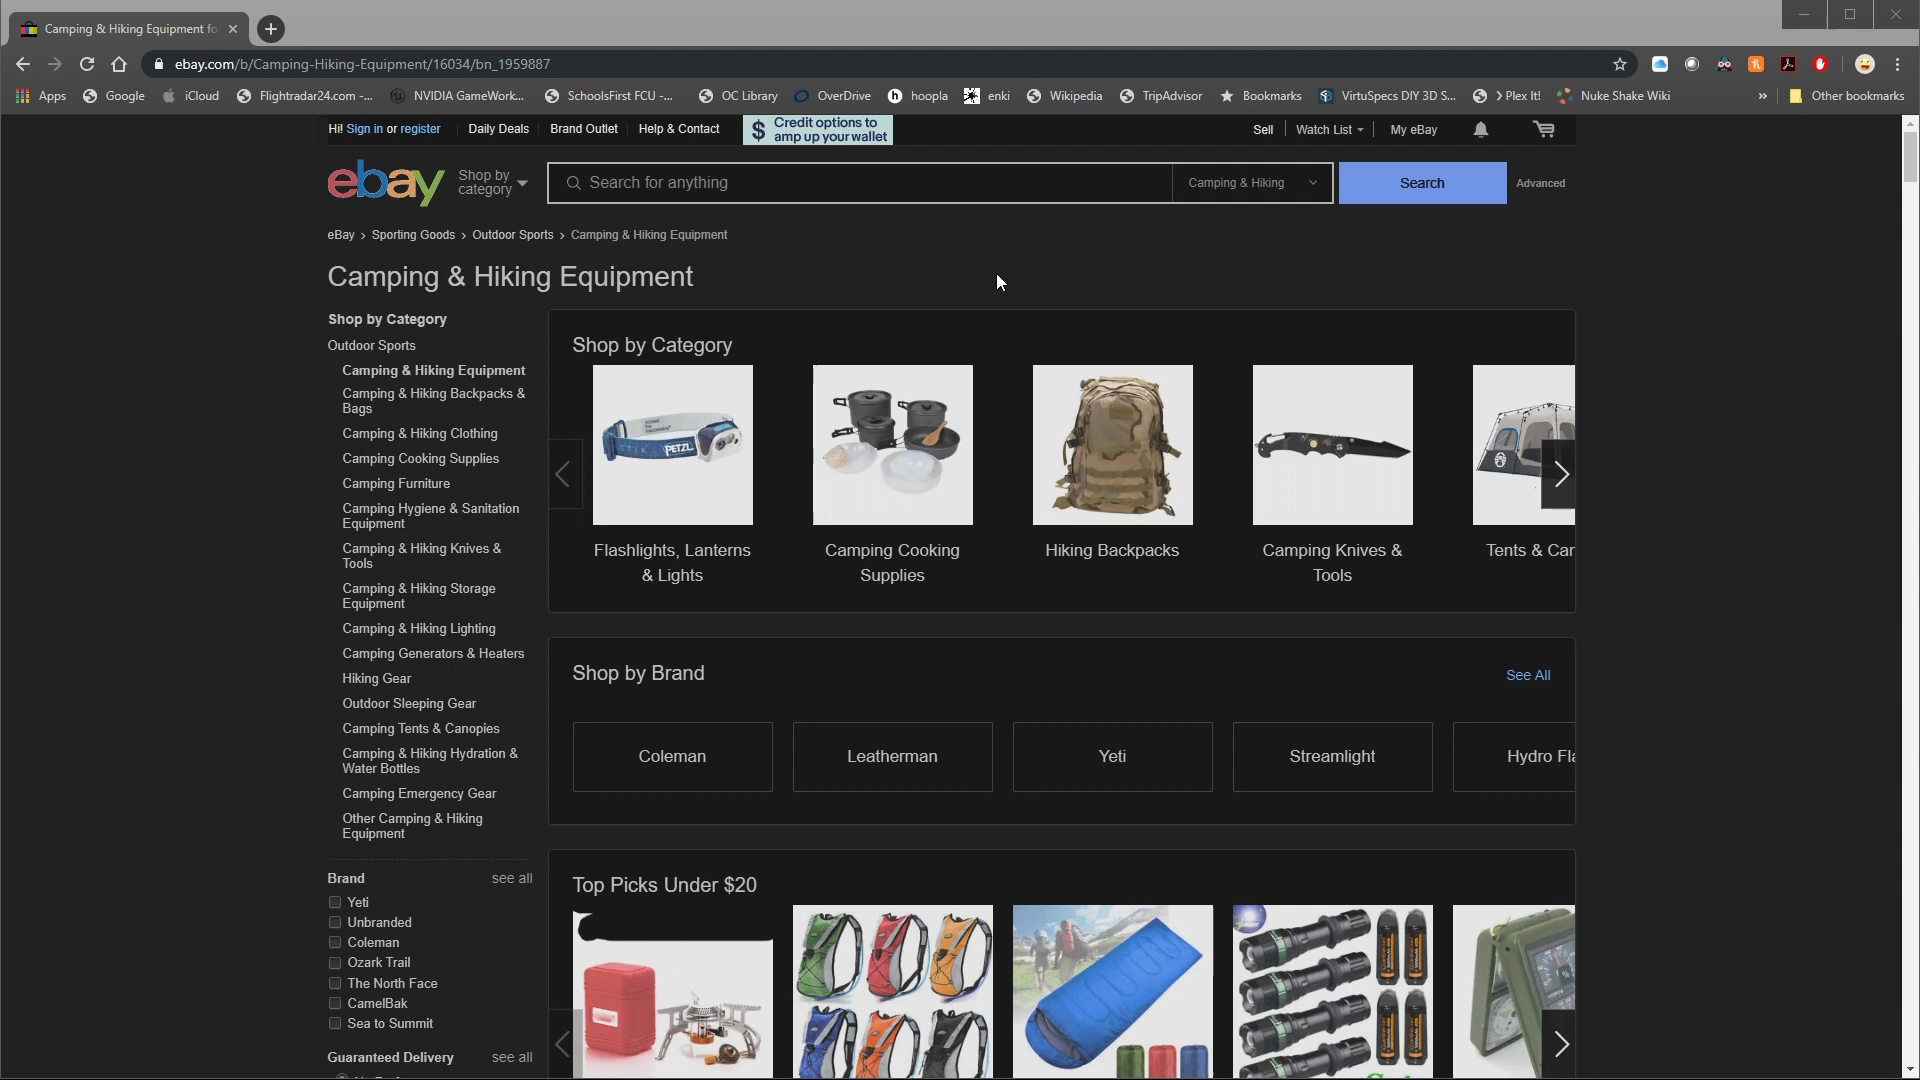 Camping & Hiking Equipment fo
ebay.com/b/Camping-Hiking-Equipment/16034/bn_1959887
Apps
Google
iCloud
Flightradar24.com -...
NVIDIA GameWork...
SchoolsFirst FCU -...
OC Library
OverDrive
hoopla
enki
Wikipedia
TripAdvisor
Bookmarks
VirtuSpecs DIY 3D S...
Plex It!
Nuke Shake Wiki
»
Other bookmarks
Hi! Sign in or register
Daily Deals
Brand Outlet
Help & Contact
$ Credit options to
amp up your wallet
Sell
Watch List
My eBay
ebay
Shop by
category
Search for anything
Camping & Hiking
Search
Advanced
eBay > Sporting Goods > Outdoor Sports > Camping & Hiking Equipment
Camping & Hiking Equipment
Shop by Category
Outdoor Sports
Camping & Hiking Equipment
Camping & Hiking Backpacks &
Bags
Camping & Hiking Clothing
Camping Cooking Supplies
Camping Furniture
Camping Hygiene & Sanitation
Equipment
Camping & Hiking Knives &
Tools
Camping & Hiking Storage
Equipment
Camping & Hiking Lighting
Camping Generators & Heaters
Hiking Gear
Outdoor Sleeping Gear
Camping Tents & Canopies
Camping & Hiking Hydration &
Water Bottles
Camping Emergency Gear
Other Camping & Hiking
Equipment
Brand
see all
Yeti
Unbranded
Coleman
Ozark Trail
The North Face
CamelBak
Sea to Summit
Guaranteed Delivery
see all
Shop by Category
PETZL
Flashlights, Lanterns
& Lights
Camping Cooking
Supplies
Hiking Backpacks
Camping Knives &
Tools
Tents & Car
Shop by Brand
See All
Coleman
Leatherman
Yeti
Streamlight
Hydro Fla
Top Picks Under $20